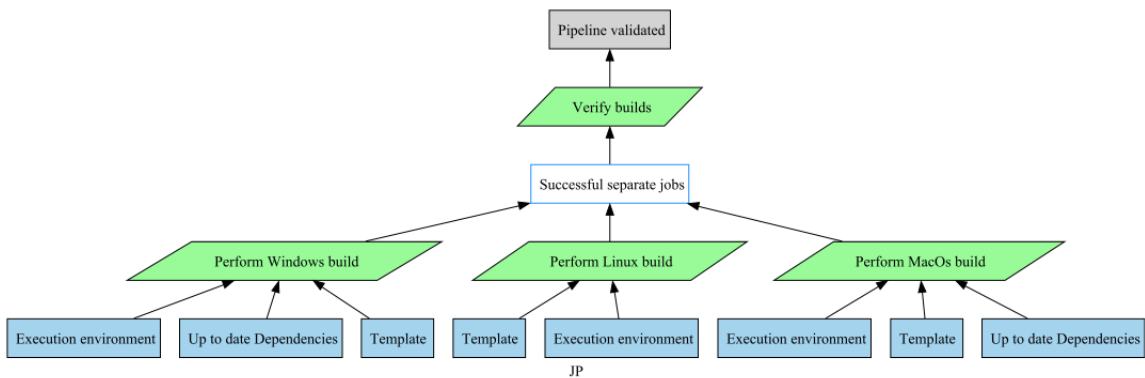 Pipeline validated
Verify builds
Successful separate jobs
Perform Windows build
Perform Linux build
Perform MacOs build
Execution environment
Up to date Dependencies
Template
Template
Execution environment
Execution environment
Template
Up to date Dependencies
JP